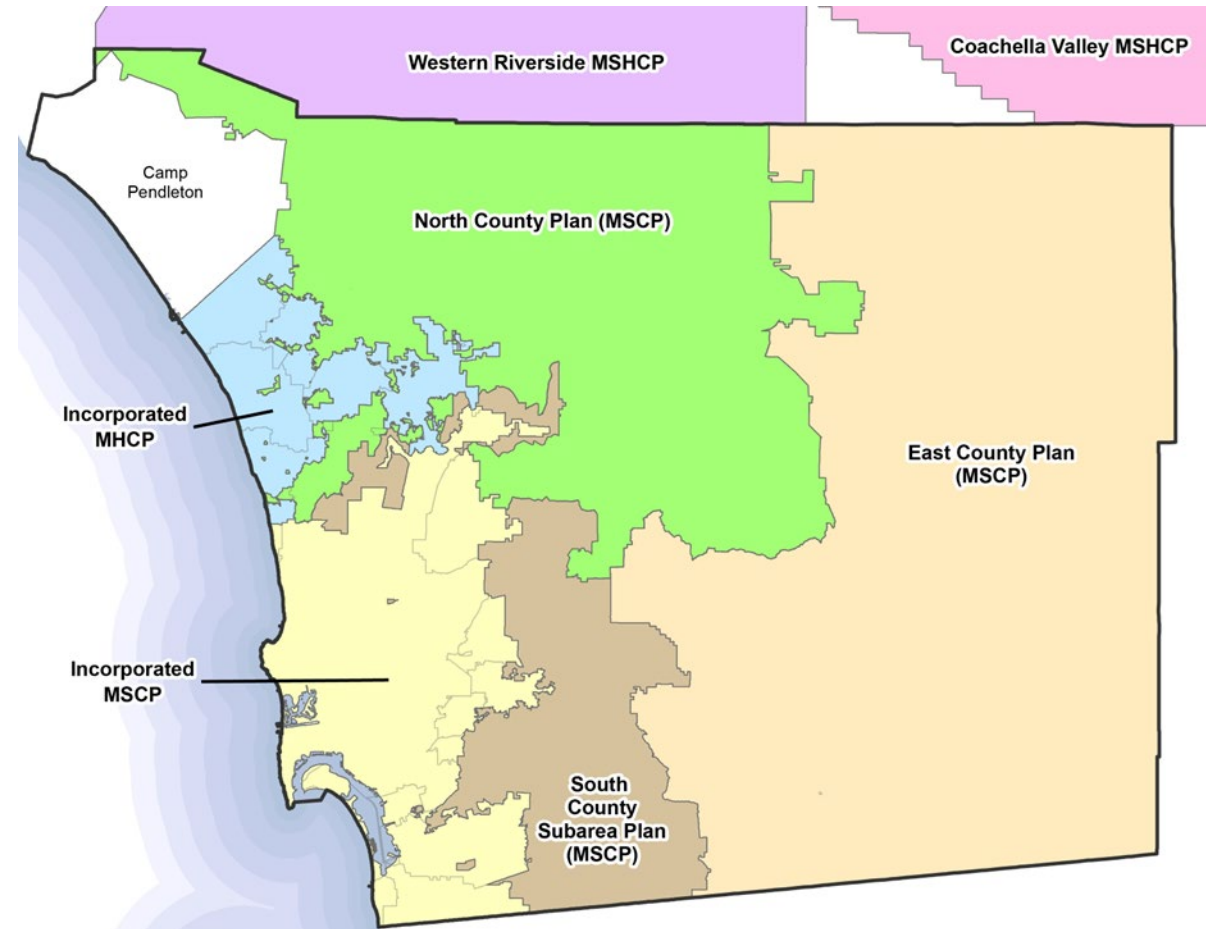 Western Riverside MSHCP
Coachella Valley MSHCP
Camp
Pendleton
North County Plan (MSCP)
Incorporated
MHCP
East County Plan
(MSCP)
Incorporated
MSCP
South
County
Subarea Plan
(MSCP)